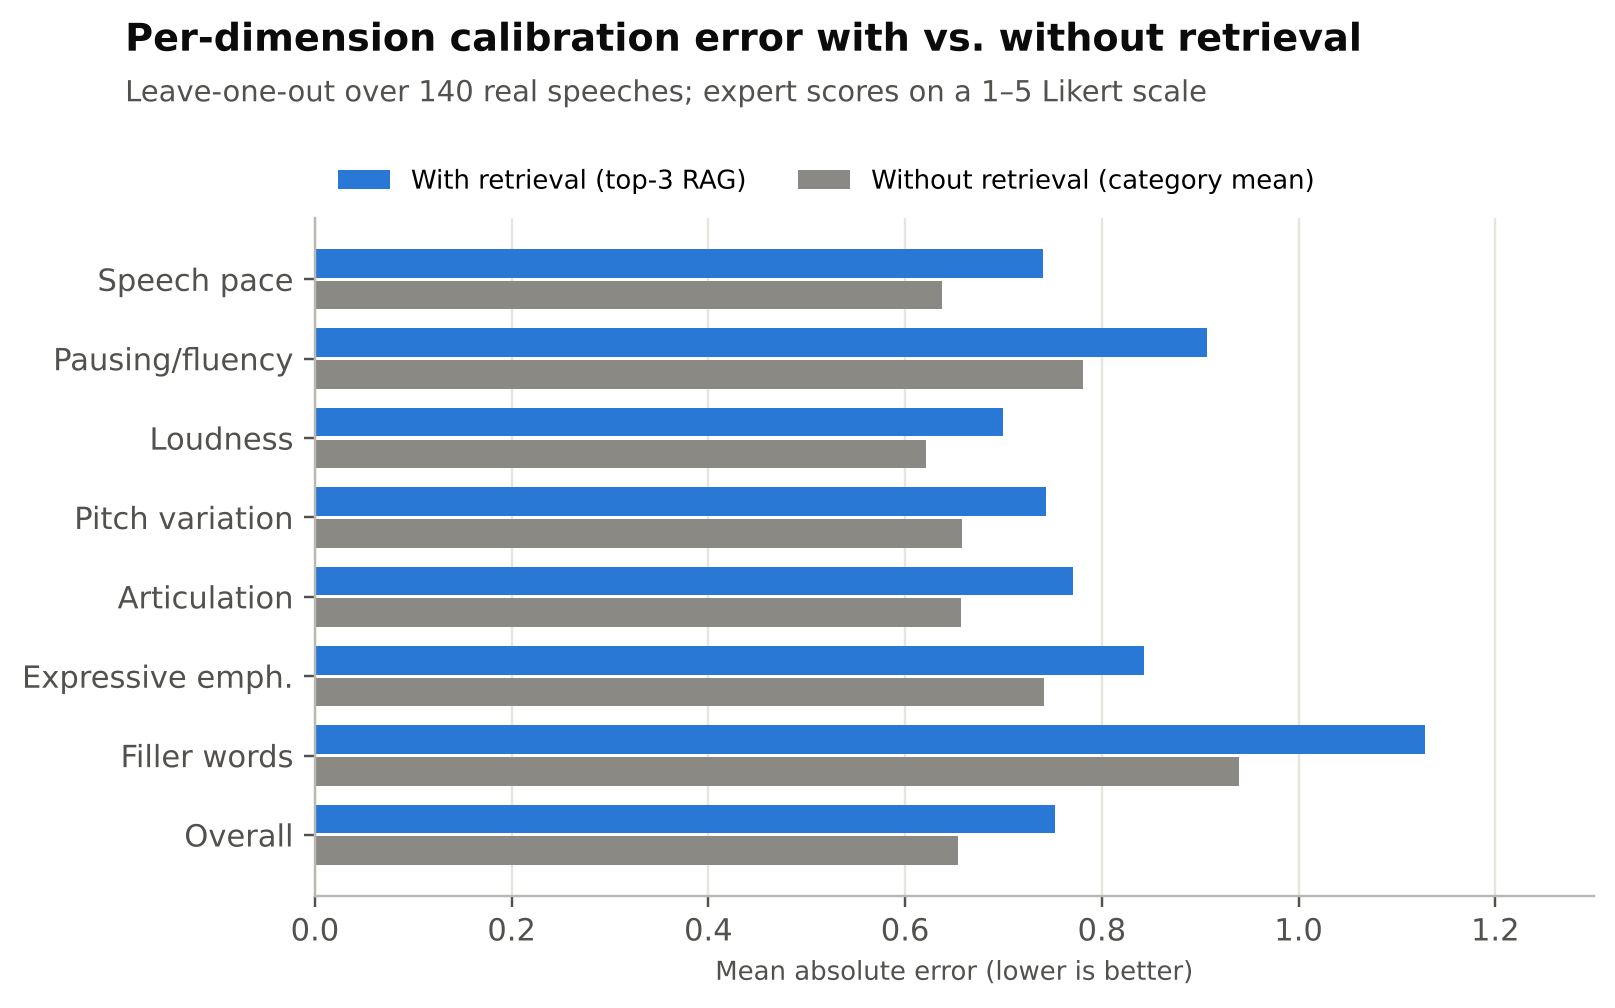 Per-dimension calibration error with vs. without retrieval
Leave-one-out over 140 real speeches; expert scores on a 1–5 Likert scale
With retrieval (top-3 RAG)
Without retrieval (category mean)
Speech pace
Pausing/fluency
Loudness
Pitch variation
Articulation
Expressive emph.
Filler words
Overall
0.0 0.2 0.4 0.6 0.8 1.0 1.2
Mean absolute error (lower is better)